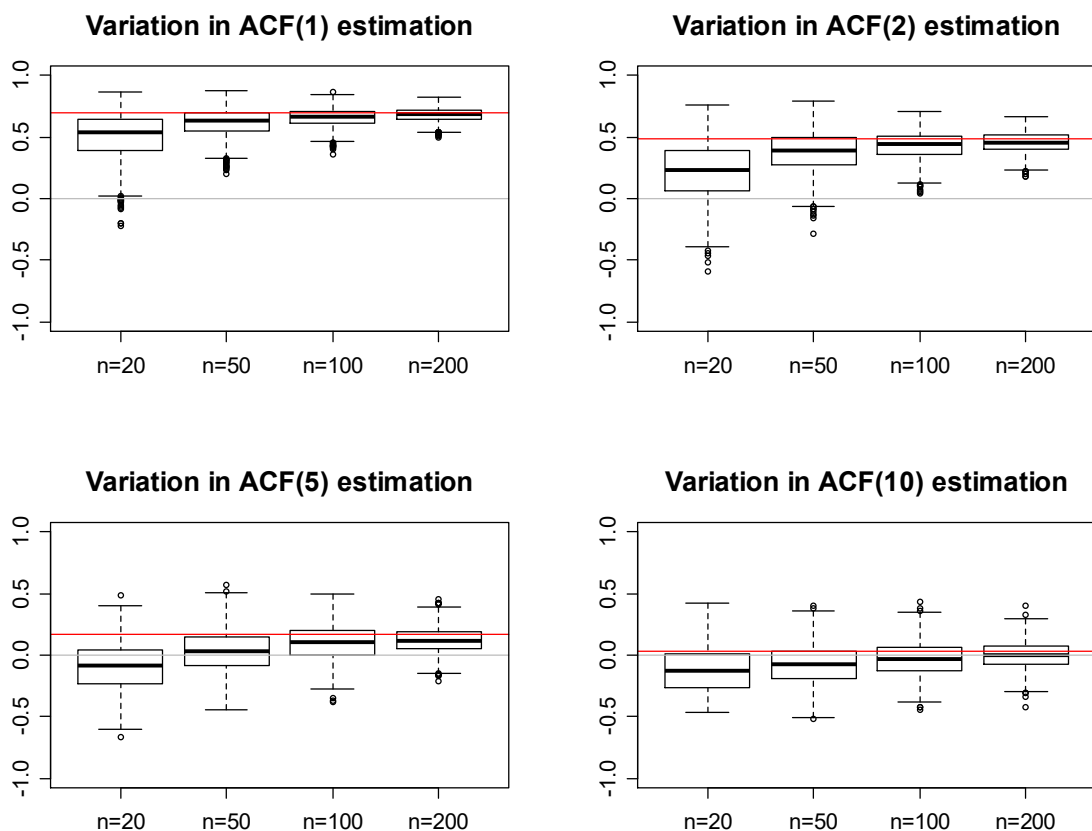 Variation in ACF(1) estimation
1.0
0.5
0.0
-0.5
-1.0
n=20 n=50 n=100 n=200
Variation in ACF(2) estimation
1.0
0.5
0.0
-0.5
-1.0
n=20 n=50 n=100 n=200
Variation in ACF(5) estimation
1.0
0.5
0.0
-0.5
-1.0
n=20 n=50 n=100 n=200
Variation in ACF(10) estimation
1.0
0.5
0.0
-0.5
-1.0
n=20 n=50 n=100 n=200